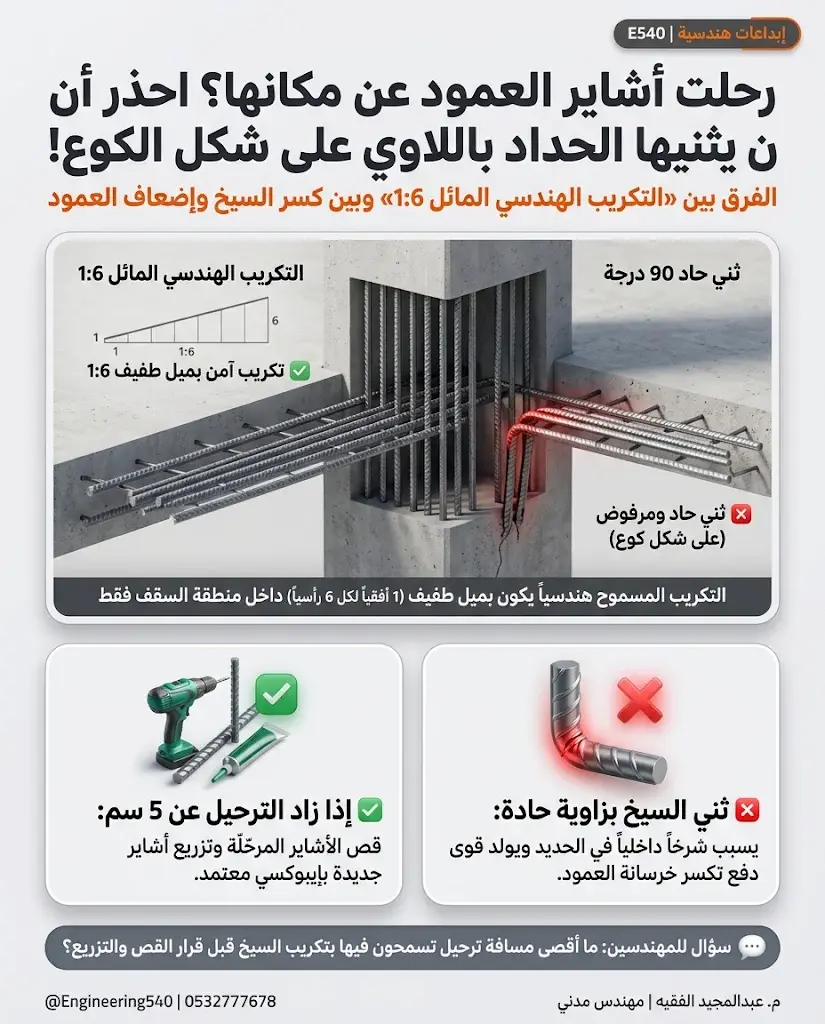 إبداعات هندسية | E540
رحلت أشاير العمود عن مكانها؟ احذر أن
ن يثنيها الحداد باللاوي على شكل الكوع!
الفرق بين «التكريب الهندسي المائل 1:6» وبين كسر السيخ وإضعاف العمود
ثني حاد 90 درجة
التكريب الهندسي المائل 1:6
6
1
1
1:6
تكريب آمن بميل طفيف 1:6
ثني حاد ومرفوض
(على شكل كوع)
التكريب المسموح هندسياً يكون بميل طفيف (1 أفقياً لكل 6 رأسياً) داخل منطقة السقف فقط
ثني السيخ بزاوية حادة:
يسبب شرخاً داخلياً في الحديد ويولد قوى
دفع تكسر خرسانة العمود.
إذا زاد الترحيل عن 5 سم:
قص الأشاير المرحّلة وتزريع أشاير
جديدة بإيبوكسي معتمد.
سؤال للمهندسين: ما أقصى مسافة ترحيل تسمحون فيها بتكريب السيخ قبل قرار القص والتزريع؟
م. عبدالمجيد الفقيه | مهندس مدني
@Engineering540 | 0532777678